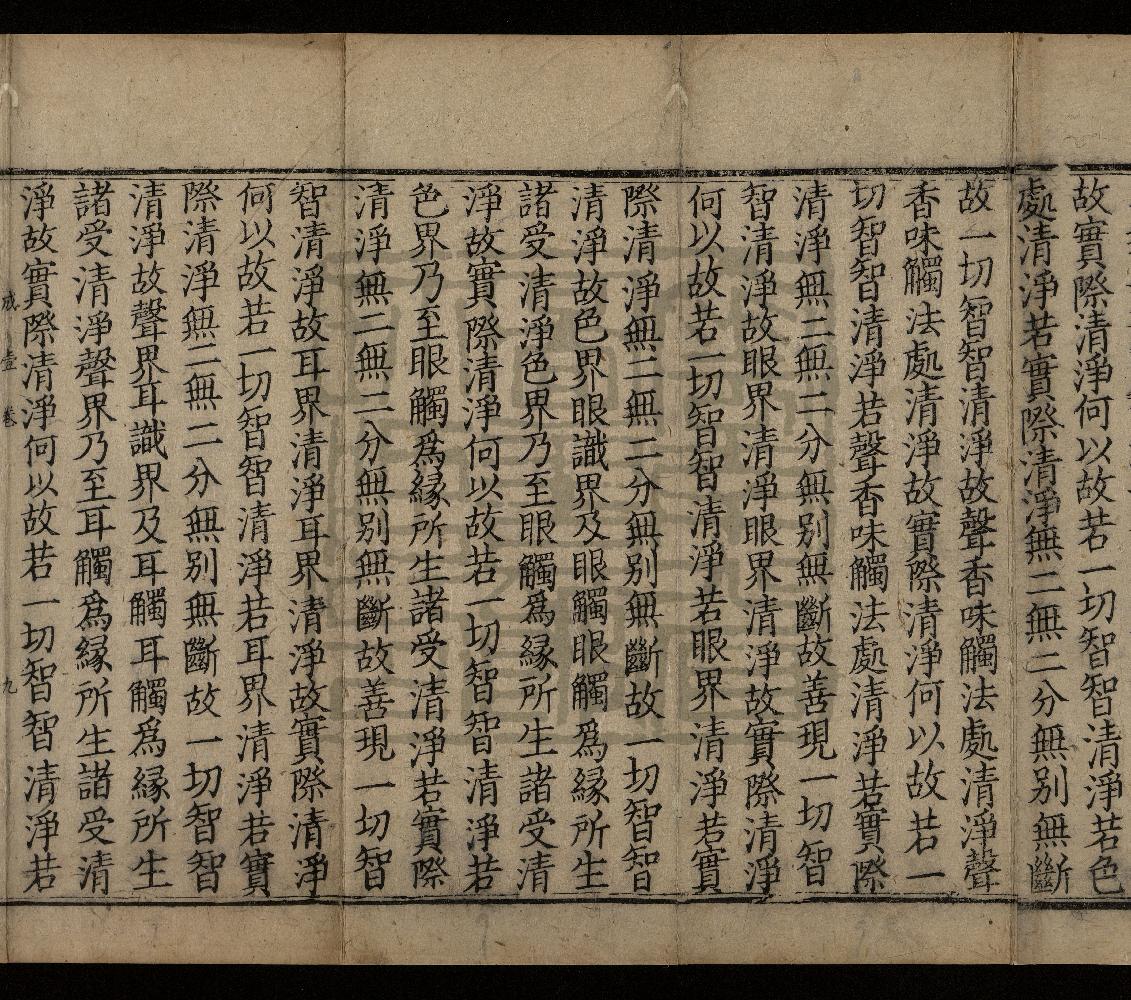 故實際清淨何以故若一切智智清淨若色
處清淨若實際清淨無二無二分無別無斷
故一切智智清淨故聲香味觸法處清淨聲
香味觸法處清淨故實際清淨何以故若一
切智智清淨若聲香味觸法處清淨若實際
清淨無二無二分無别無斷故善現一切智
智清淨故眼界清淨眼界清淨故實際清淨
何以故若一切智智清淨若眼界清淨若實
際清淨無二無二分無别無斷故一切智智
清淨故色界眼識界及眼觸眼觸爲緣所生
諸受清淨色界乃至眼觸爲緣所生諸受清
淨故實際清淨何以故若一切智智清淨若
色界乃至眼觸爲緣所生諸受清淨若實際
清淨無二無二分無别無斷故善現一切智
智清淨故耳界清淨耳界清淨故實際清淨
何以故若一切智智清淨若耳界清淨若實
際清淨無二無二分無别無斷故一切智智
清淨故聲界耳識界及耳觸耳觸爲緣所生
諸受清淨聲界乃至耳觸爲緣所生諸受清
淨故實際清淨何以故若一切智智清淨若
壹 卷 九